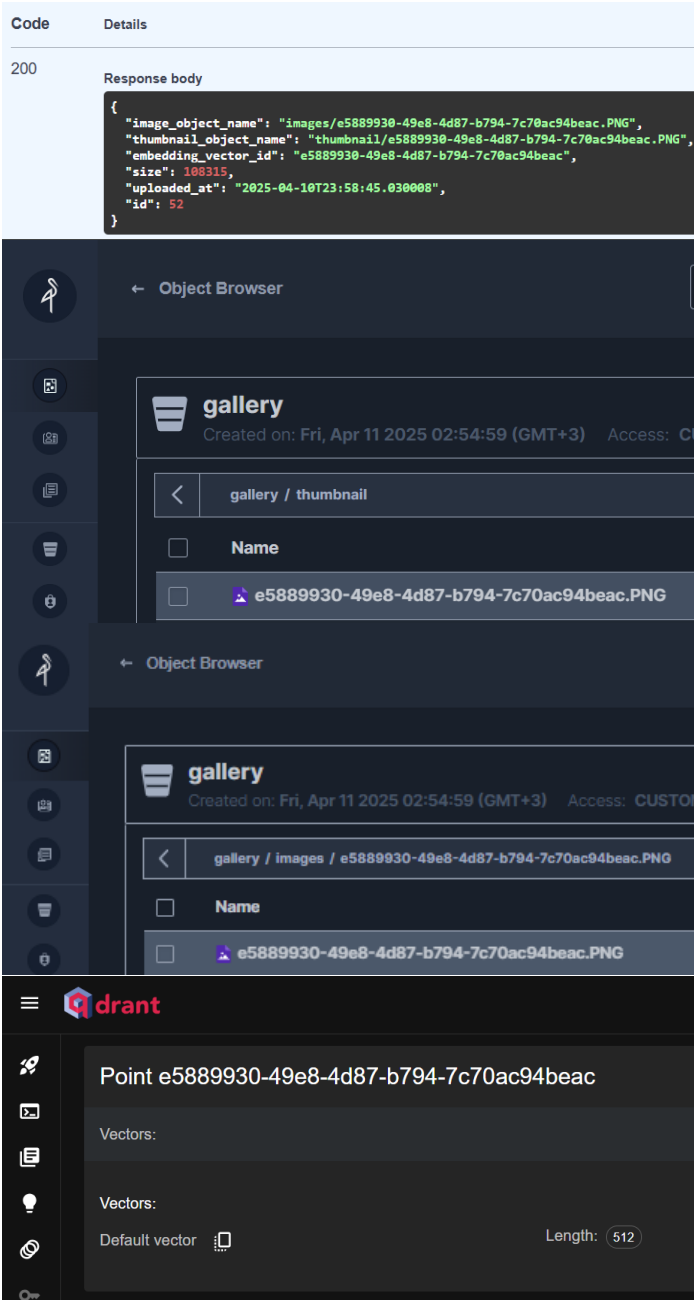 Code Details
200
Response body
{
"image_object_name": "images/e5889930-49e8-4d87-b794-7c70ac94beac.PNG",
"thumbnail_object_name": "thumbnail/e5889930-49e8-4d87-b794-7c70ac94beac.PNG",
"embedding_vector_id": "e5889930-49e8-4d87-b794-7c70ac94beac",
"size": 108315,
"uploaded_at": "2025-04-10T23:58:45.030008",
"id": 52
}
← Object Browser
gallery
Created on: Fri, Apr 11 2025 02:54:59 (GMT+3) Access: CU
gallery / thumbnail
Name
e5889930-49e8-4d87-b794-7c70ac94beac.PNG
← Object Browser
gallery
Created on: Fri, Apr 11 2025 02:54:59 (GMT+3) Access: CUSTOM
gallery / images / e5889930-49e8-4d87-b794-7c70ac94beac.PNG
Name
e5889930-49e8-4d87-b794-7c70ac94beac.PNG
qdrant
Point e5889930-49e8-4d87-b794-7c70ac94beac
Vectors:
Vectors:
Default vector Length: 512